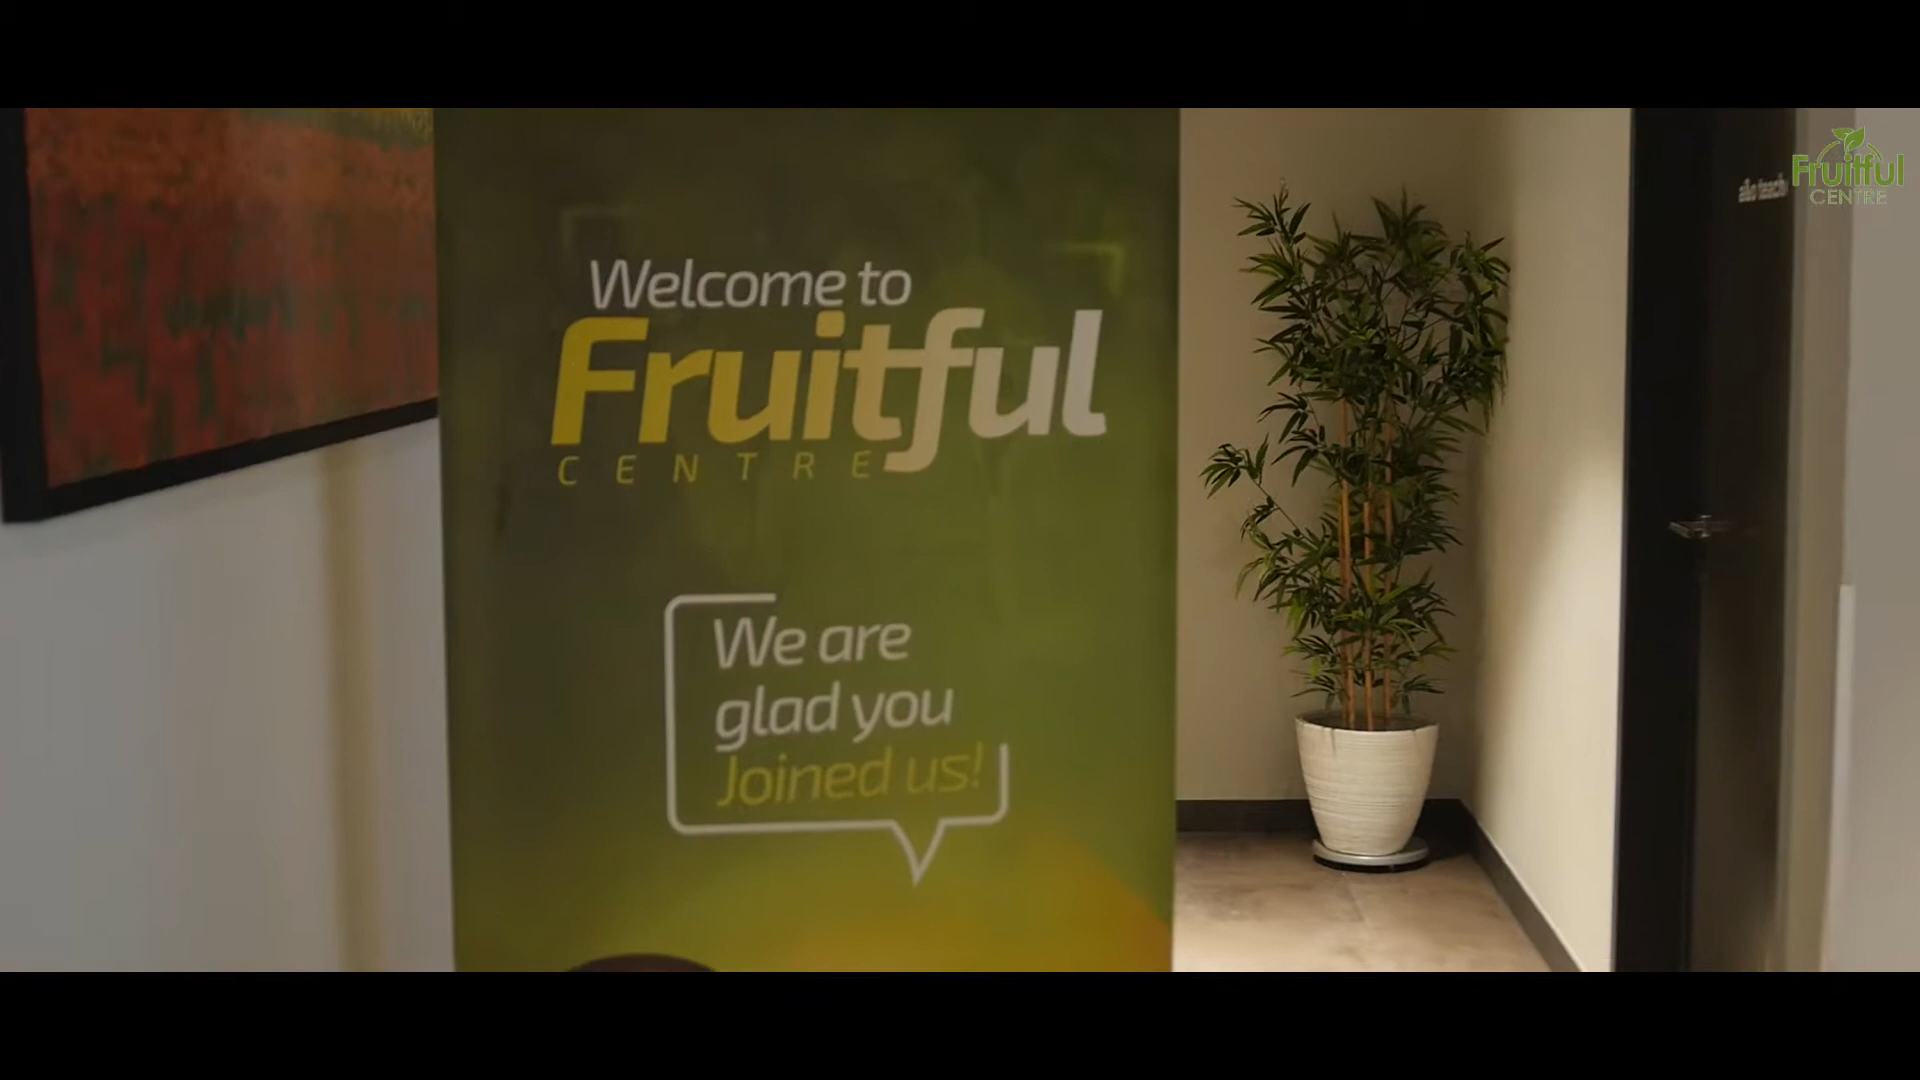 Welcome to
Fruitful
CENTRE
We are
glad you
Joined us!
Fruitful
CENTRE